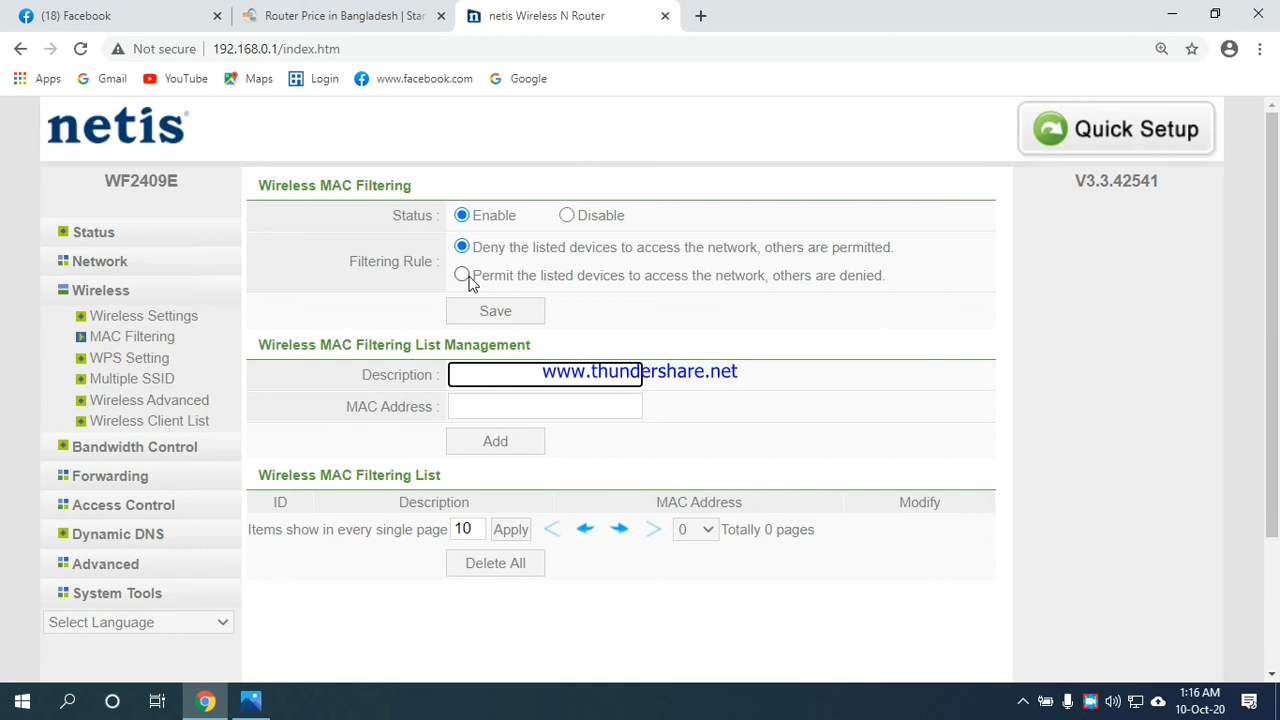 (18) Facebook
Router Price in Bangladesh | Star
netis Wireless N Router
Not secure
192.168.0.1/index.htm
Apps
Gmail
YouTube
Maps
Login
www.facebook.com
Google
netis
Quick Setup
WF2409E
V3.3.42541
Status
Network
Wireless
Wireless Settings
MAC Filtering
WPS Setting
Multiple SSID
Wireless Advanced
Wireless Client List
Bandwidth Control
Forwarding
Access Control
Dynamic DNS
Advanced
System Tools
Select Language
Wireless MAC Filtering
Status : Enable Disable
Filtering Rule : Deny the listed devices to access the network, others are permitted.
Permit the listed devices to access the network, others are denied.
Save
Wireless MAC Filtering List Management
Description :
www.thundershare.net
MAC Address :
Add
Wireless MAC Filtering List
ID Description MAC Address Modify
Items show in every single page 10 Apply 0 Totally 0 pages
Delete All
1:16 AM
10-Oct-20